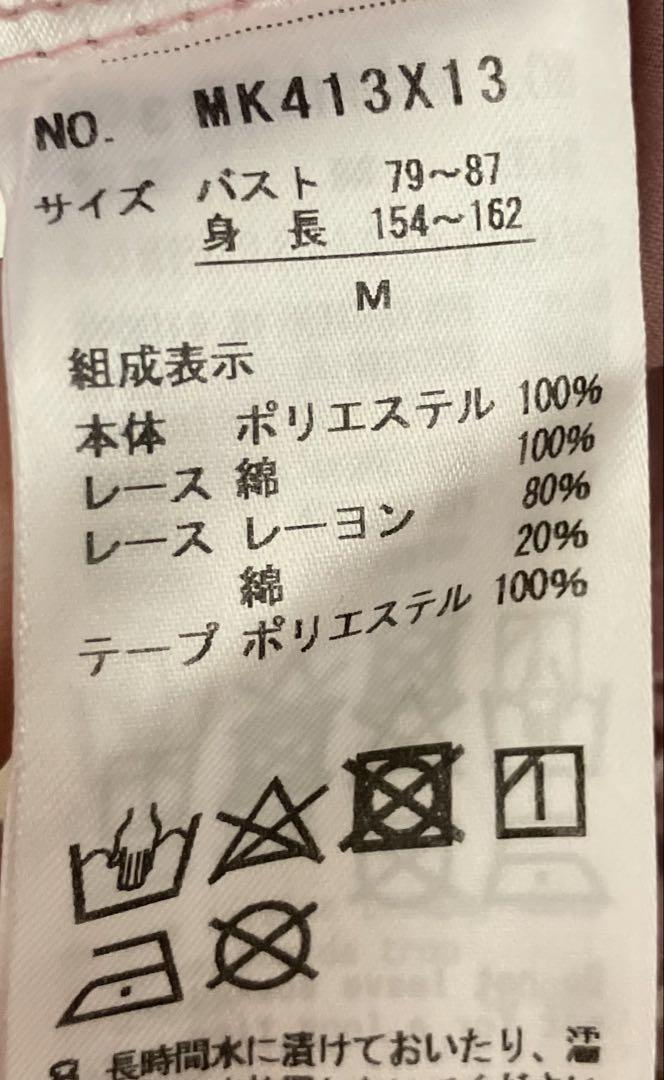 NO. MK413X13
サイズ バスト 79～87
身長 154～162
M
組成表示
本体 ポリエステル 100%
レース 綿 100%
レース レーヨン 80%
綿 20%
テープ ポリエステル 100%
長時間水に漬けておいたり、